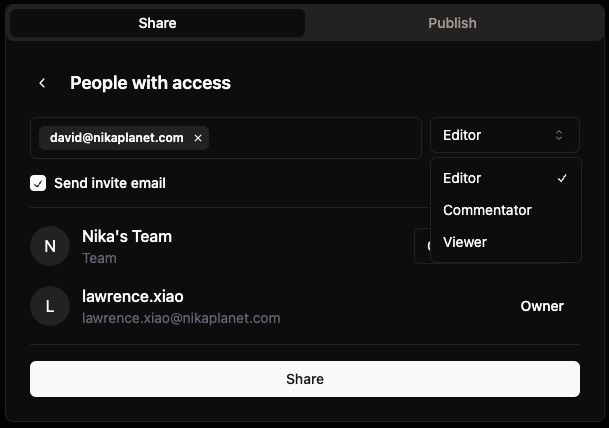 Share
Publish
People with access
david@nikaplanet.com
Editor
Send invite email
Editor
Commentator
Viewer
N
Nika's Team
Team
L
lawrence.xiao
lawrence.xiao@nikaplanet.com
Owner
Share